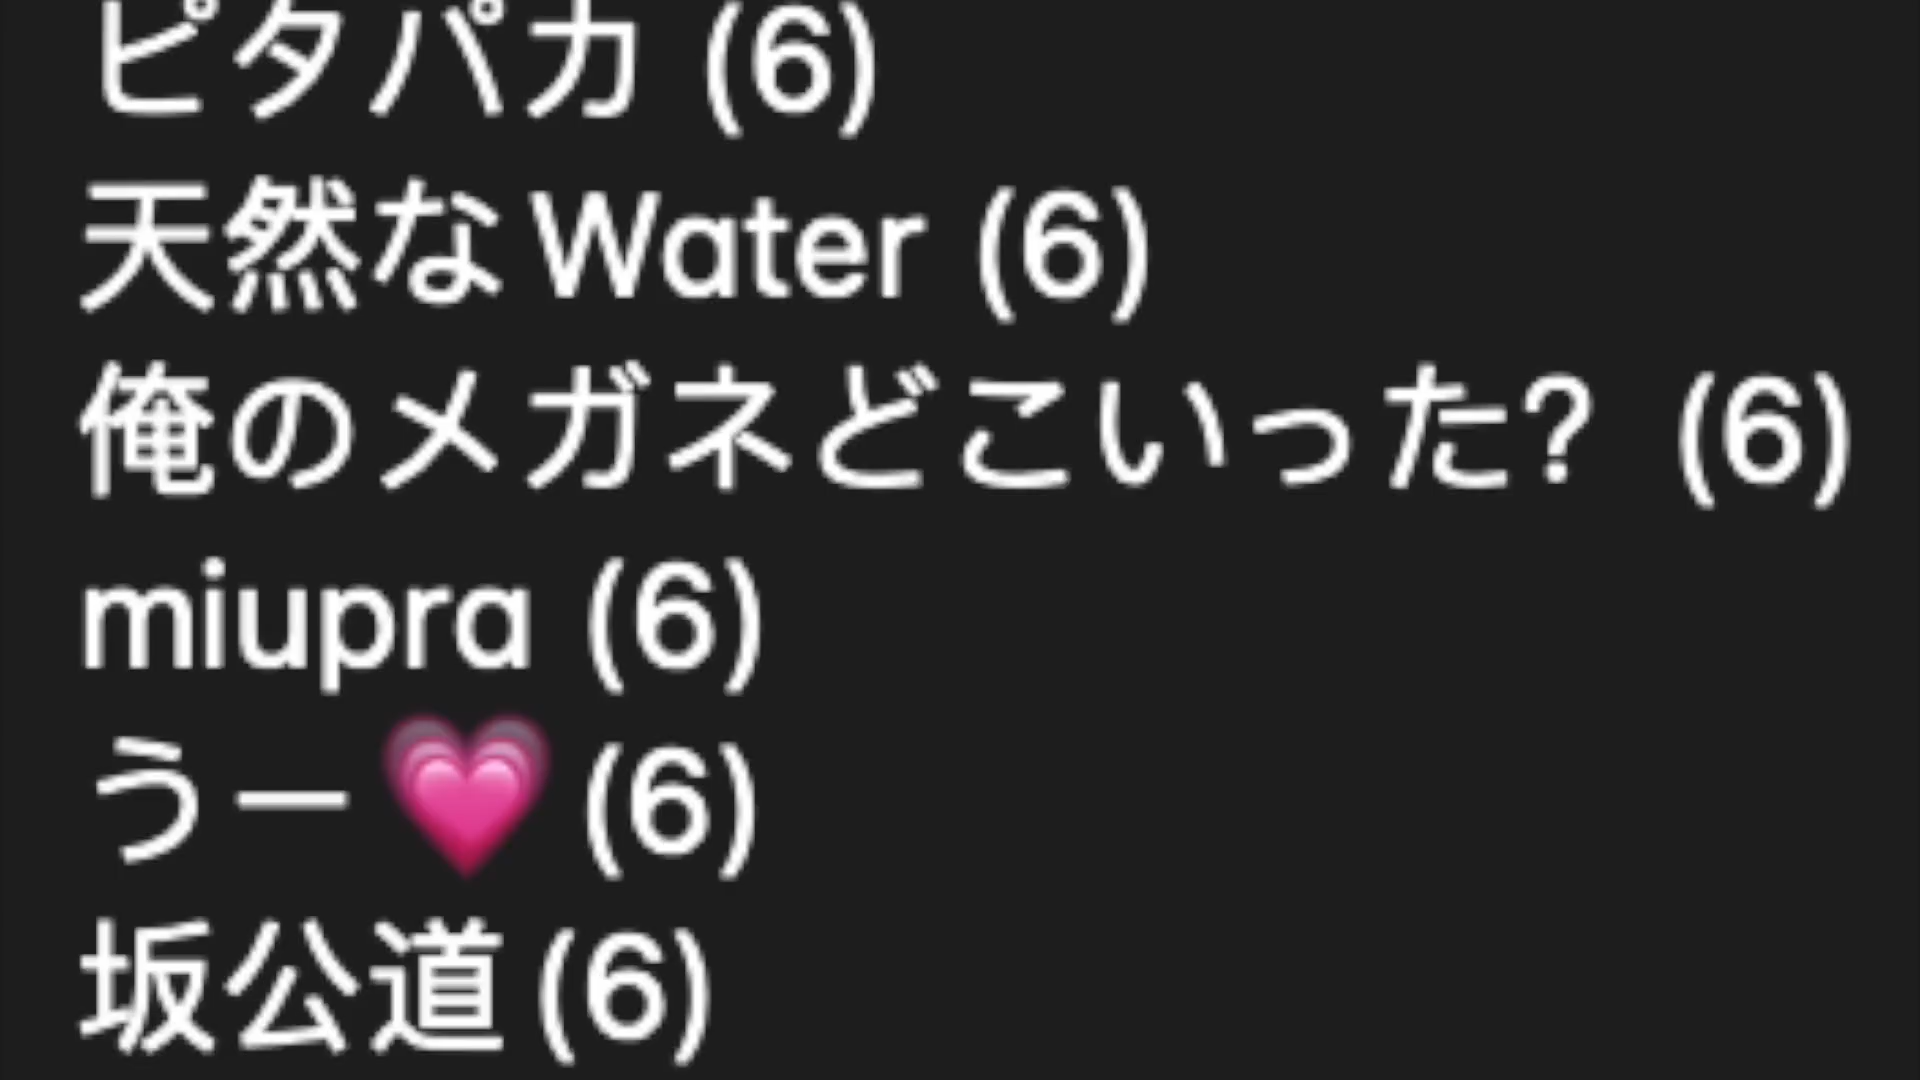 ピタパカ (6)
天然なWater (6)
俺のメガネどこいった? (6)
miupra (6)
うー💗 (6)
坂公道 (6)